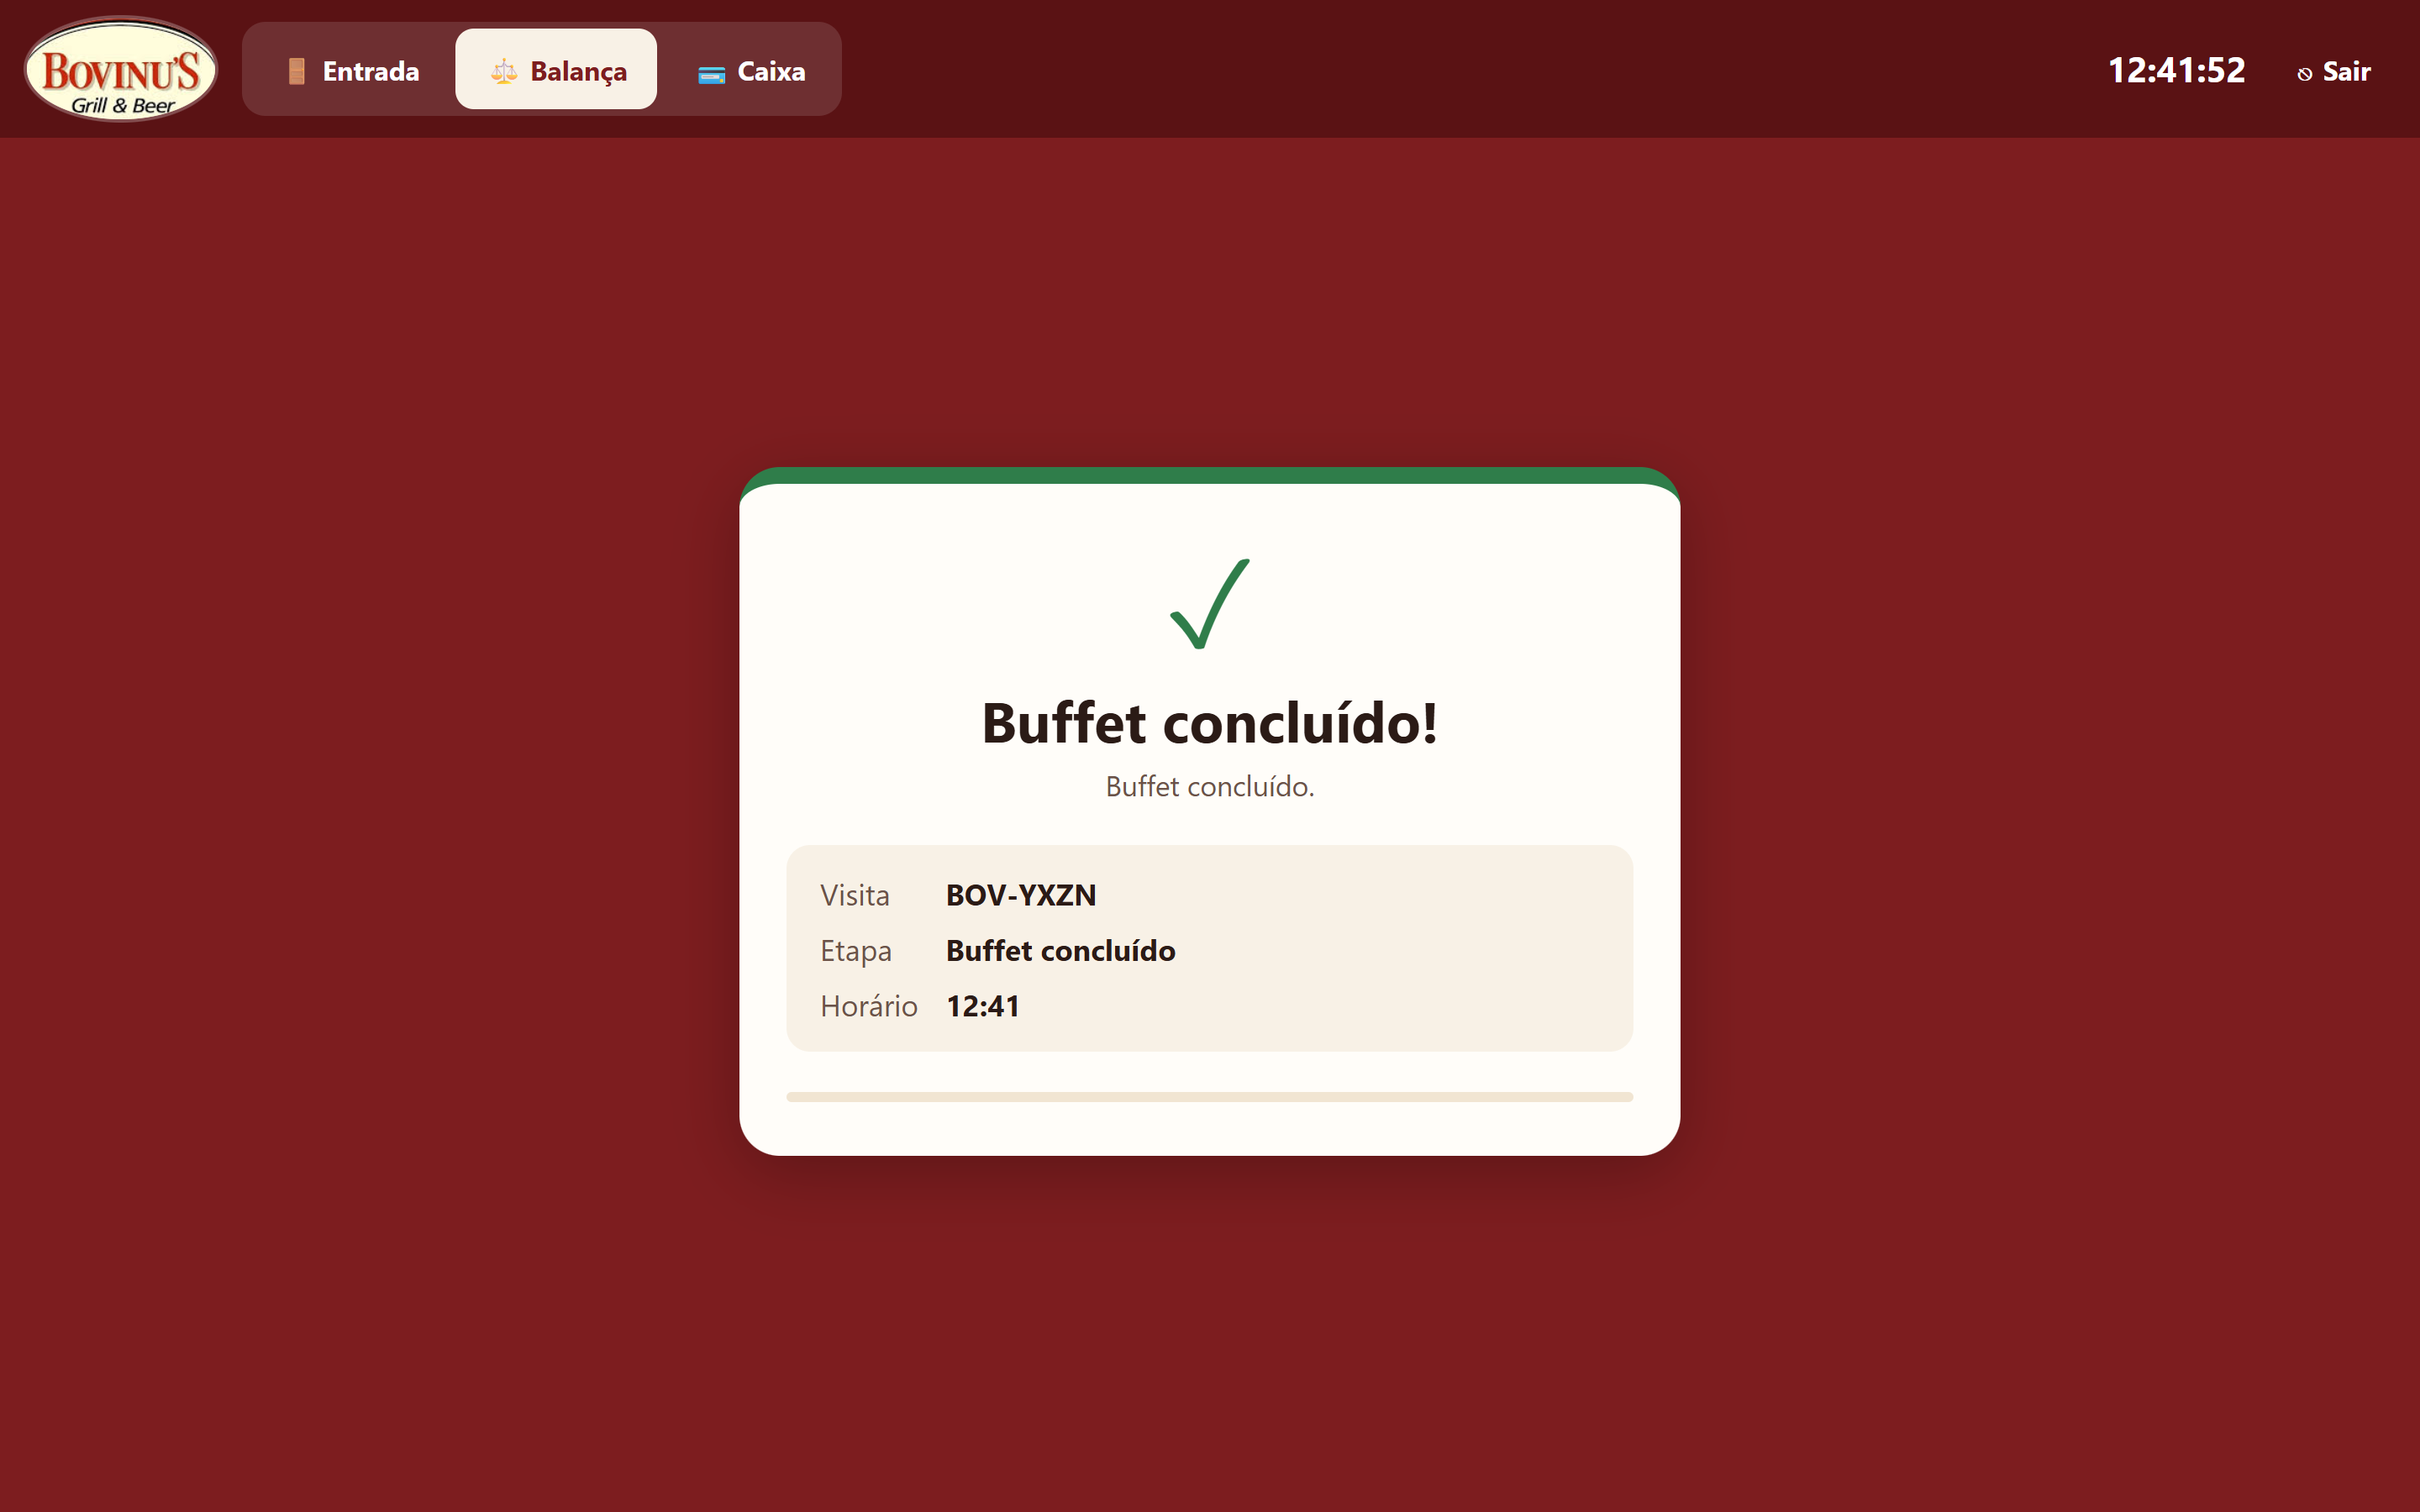 BOVINU'S
Grill & Beer
Entrada
Balança
Caixa
12:41:52
Sair
Buffet concluído!
Buffet concluído.
Visita BOV-YXZN
Etapa Buffet concluído
Horário 12:41